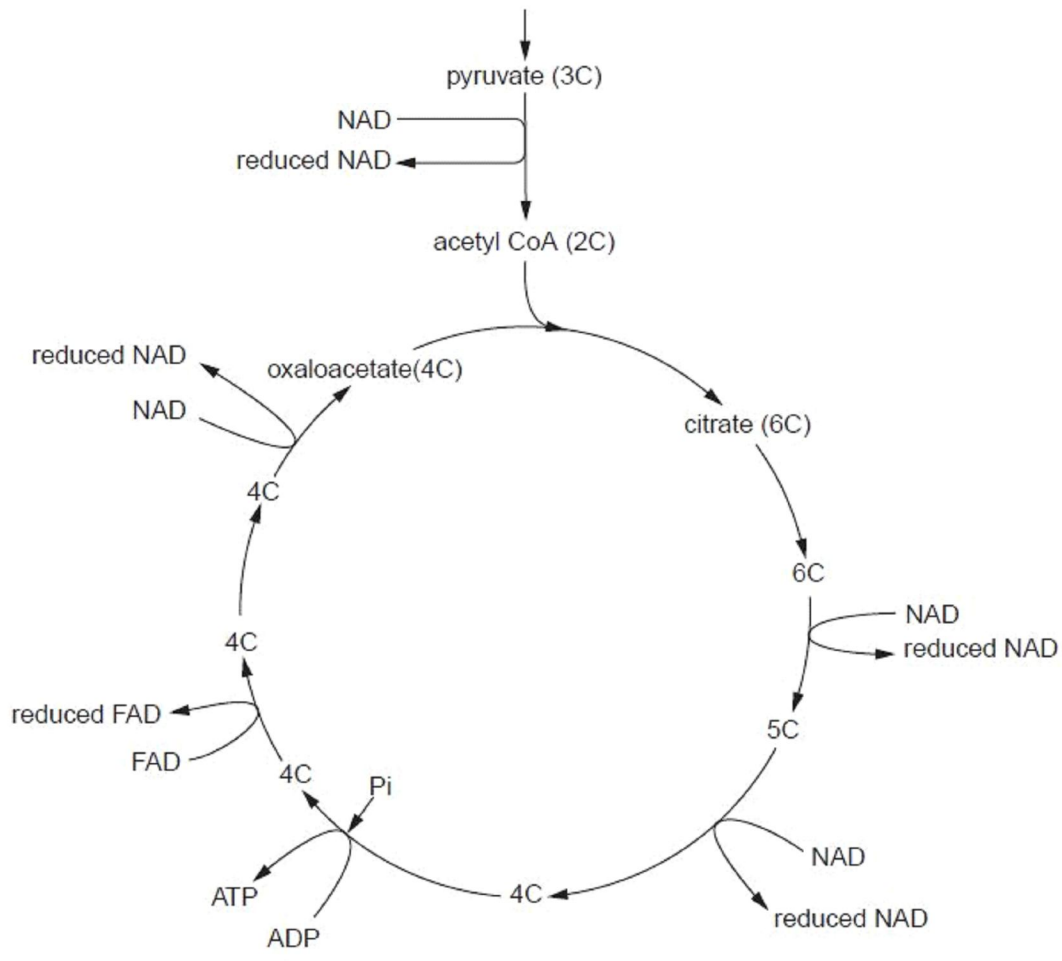 pyruvate (3C)
NAD
reduced NAD
acetyl CoA (2C)
reduced NAD
oxaloacetate(4C)
NAD
citrate (6C)
4C
6C
NAD
4C
reduced NAD
reduced FAD
5C
FAD
4C
Pi
NAD
ATP
4C
reduced NAD
ADP